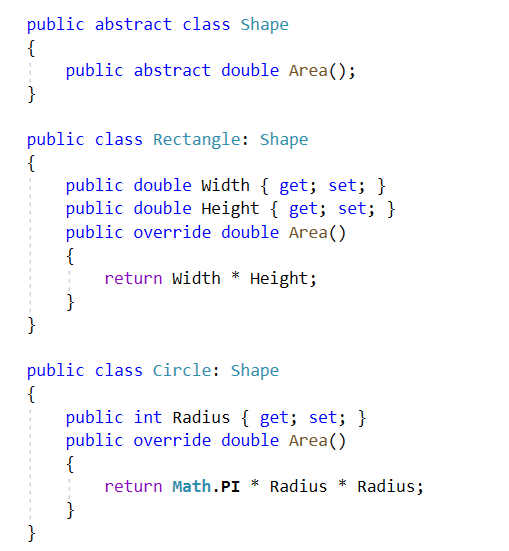 public abstract class Shape
{
    public abstract double Area();
}

public class Rectangle: Shape
{
    public double Width { get; set; }
    public double Height { get; set; }
    public override double Area()
    {
        return Width * Height;
    }
}

public class Circle: Shape
{
    public int Radius { get; set; }
    public override double Area()
    {
        return Math.PI * Radius * Radius;
    }
}